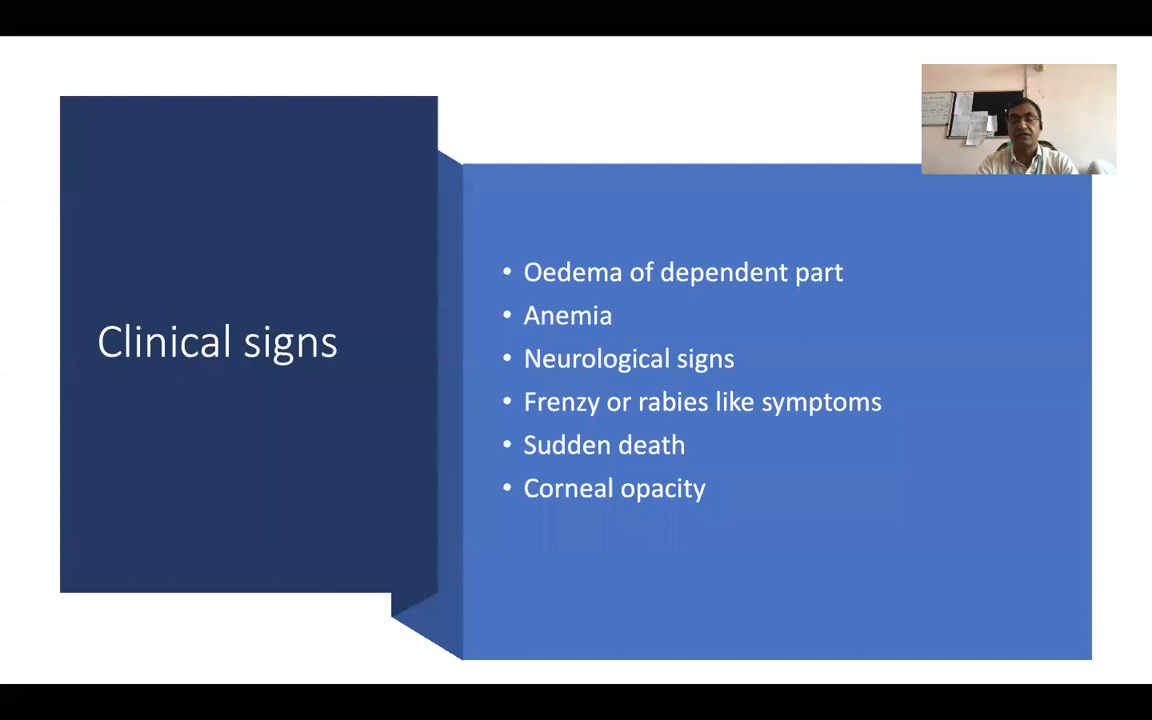 Clinical signs
• Oedema of dependent part
• Anemia
• Neurological signs
• Frenzy or rabies like symptoms
• Sudden death
• Corneal opacity